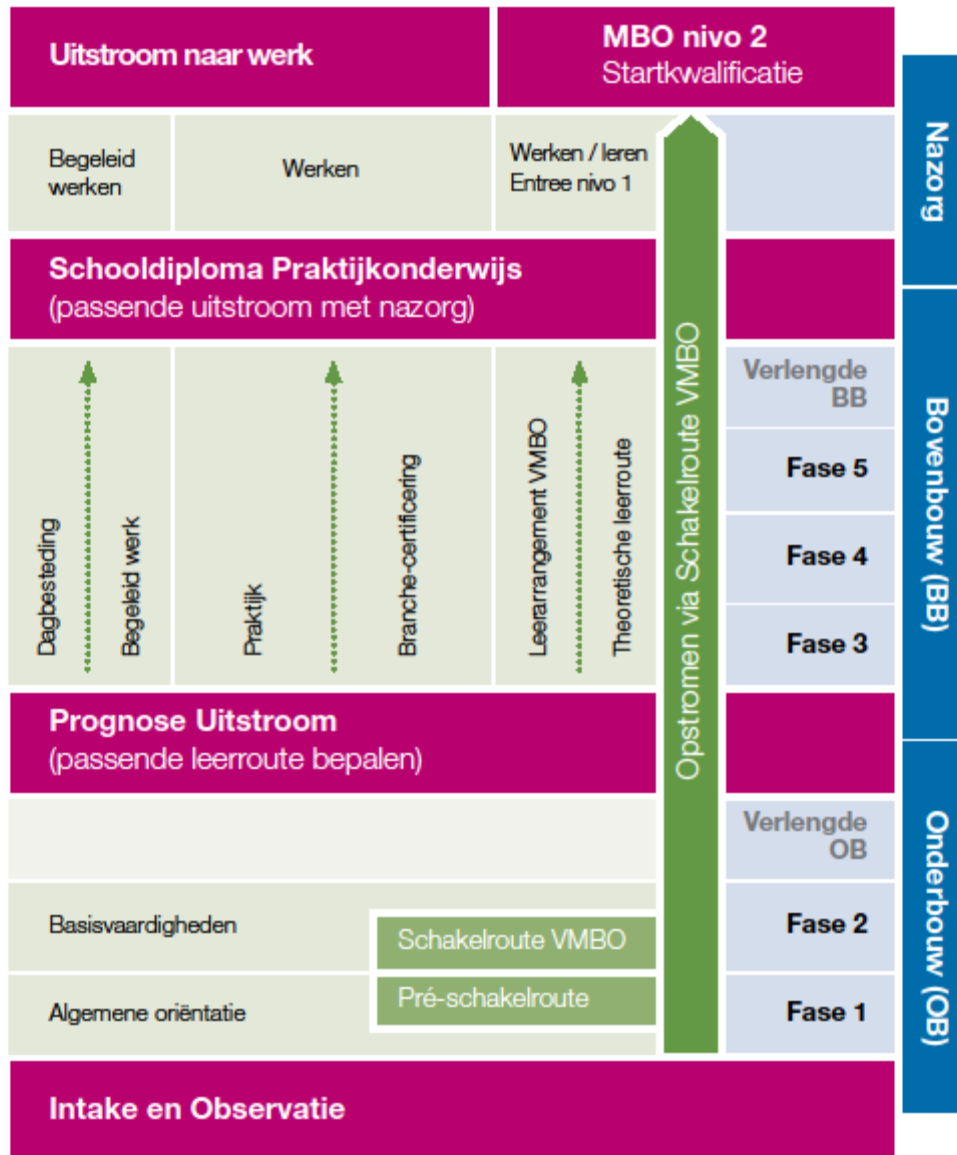 Uitstroom naar werk
MBO nivo 2
Startkwalificatie
Begeleid
werken
Werken
Werken / leren
Entree nivo 1
Nazorg
Schooldiploma Praktijkonderwijs
(passende uitstroom met nazorg)
Dagbesteding
Begeleid werk
Praktijk
Branche-certificering
Leerarrangement VMBO
Theoretische leerroute
Opstromen via Schakelroute VMBO
Verlengde
BB
Fase 5
Fase 4
Fase 3
Bovenbouw (BB)
Prognose Uitstroom
(passende leerroute bepalen)
Verlengde
OB
Basisvaardigheden
Schakelroute VMBO
Fase 2
Algemene oriëntatie
Pré-schakelroute
Fase 1
Onderbouw (OB)
Intake en Observatie